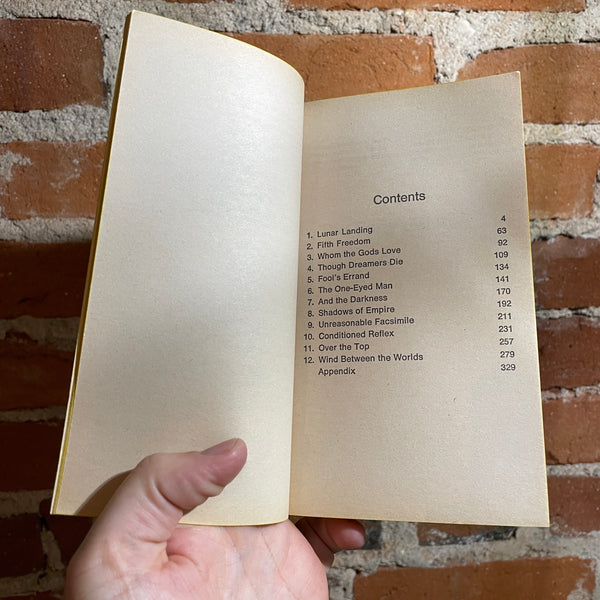 Contents
1. Lunar Landing 4
2. Fifth Freedom 63
3. Whom the Gods Love 92
4. Though Dreamers Die 109
5. Fool's Errand 134
6. The One-Eyed Man 141
7. And the Darkness 170
8. Shadows of Empire 192
9. Unreasonable Facsimile 211
10. Conditioned Reflex 231
11. Over the Top 257
12. Wind Between the Worlds 279
Appendix 329